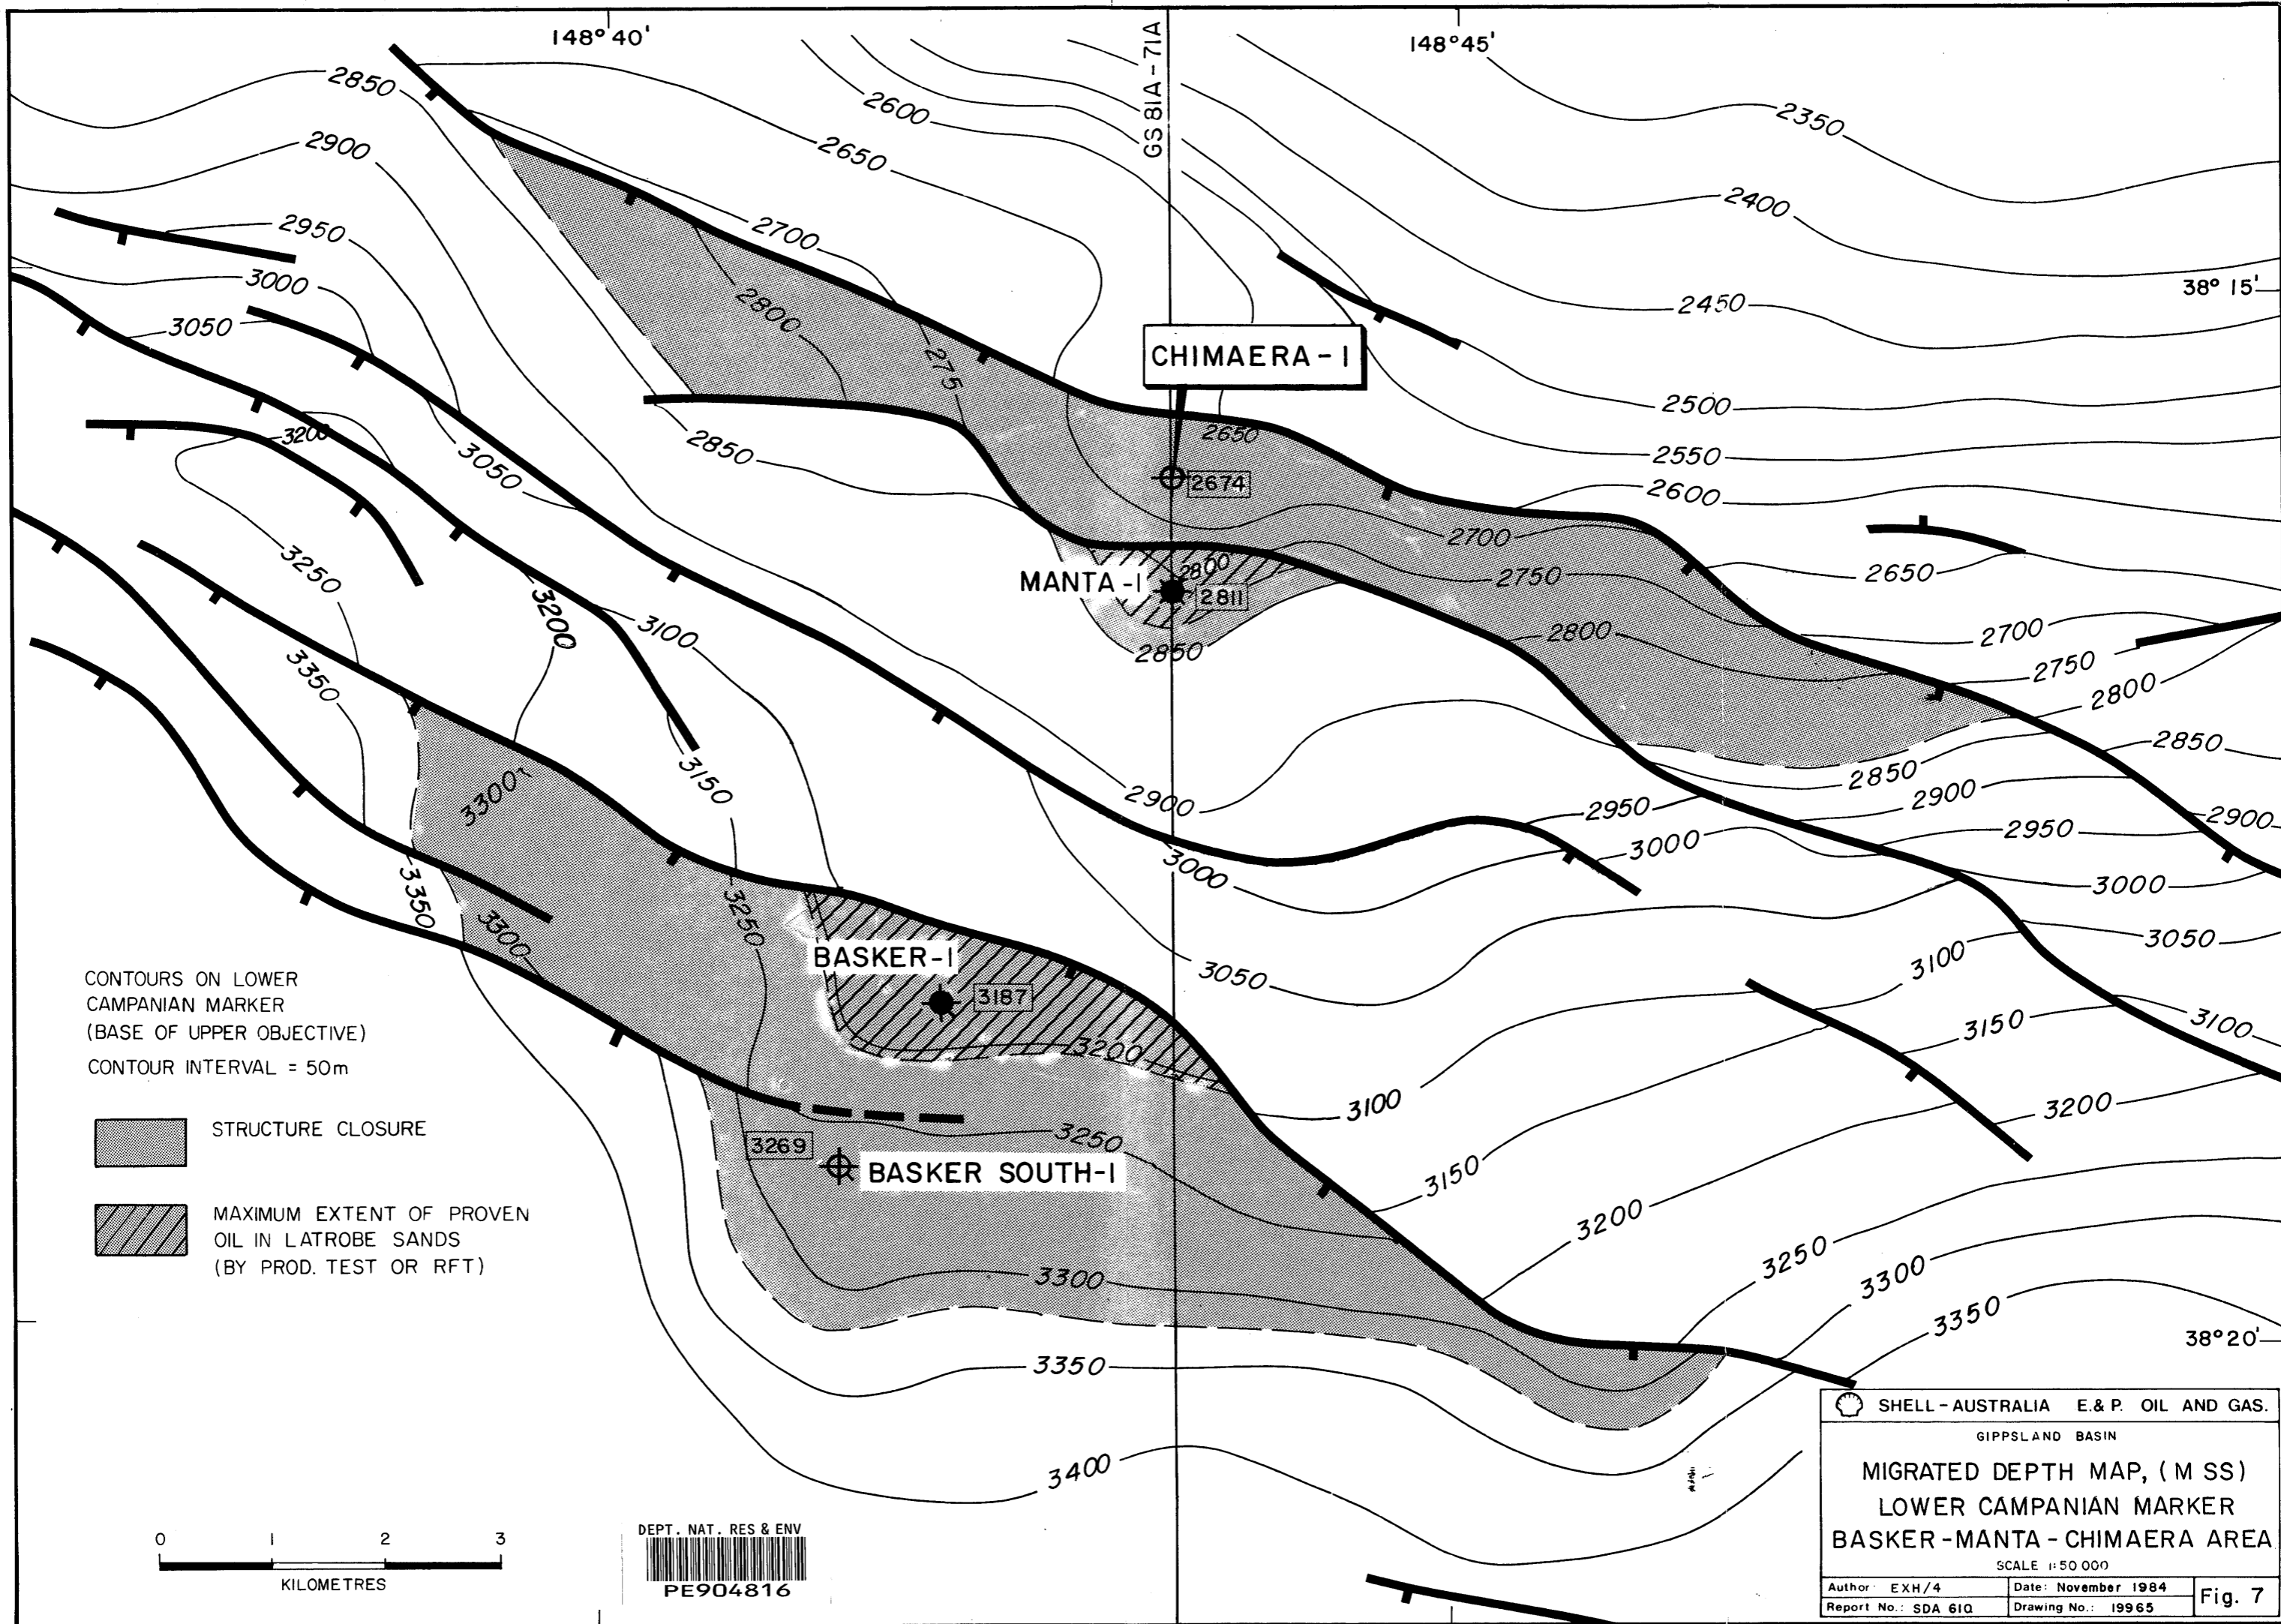 148°40'
148°45'
GS 81A-71A
2850
2600
2350
2900
2650
2400
2950
2700
3000
2800
2450
38° 15'
3050
275
CHIMAERA-1
2500
3200
2650
2850
3050
2550
2674
2600
2700
3250
MANTA-1
2800
2750
2650
2811
3200
3100
2800
2700
2850
2750
3350
2800
3150
2850
3300
2850
2900
2900
2950
2900
3000
2950
3000
3000
3350
3250
3300
3050
BASKER-1
3050
3100
CONTOURS ON LOWER
CAMPANIAN MARKER
(BASE OF UPPER OBJECTIVE)
CONTOUR INTERVAL = 50m
3187
3200
3150
3100
3100
3200
STRUCTURE CLOSURE
3250
3269
BASKER SOUTH-1
3150
3200
MAXIMUM EXTENT OF PROVEN
OIL IN LATROBE SANDS
(BY PROD. TEST OR RFT)
3250
3300
3300
3350
38°20'
3350
3400
SHELL-AUSTRALIA E.& P. OIL AND GAS.
GIPPSLAND BASIN
MIGRATED DEPTH MAP, (M SS)
LOWER CAMPANIAN MARKER
BASKER-MANTA-CHIMAERA AREA
SCALE 1:50 000
Author: EXH/4
Date: November 1984
Fig. 7
Report No.: SDA 610
Drawing No.: 19965
0 1 2 3
KILOMETRES
DEPT. NAT. RES & ENV
PE904816